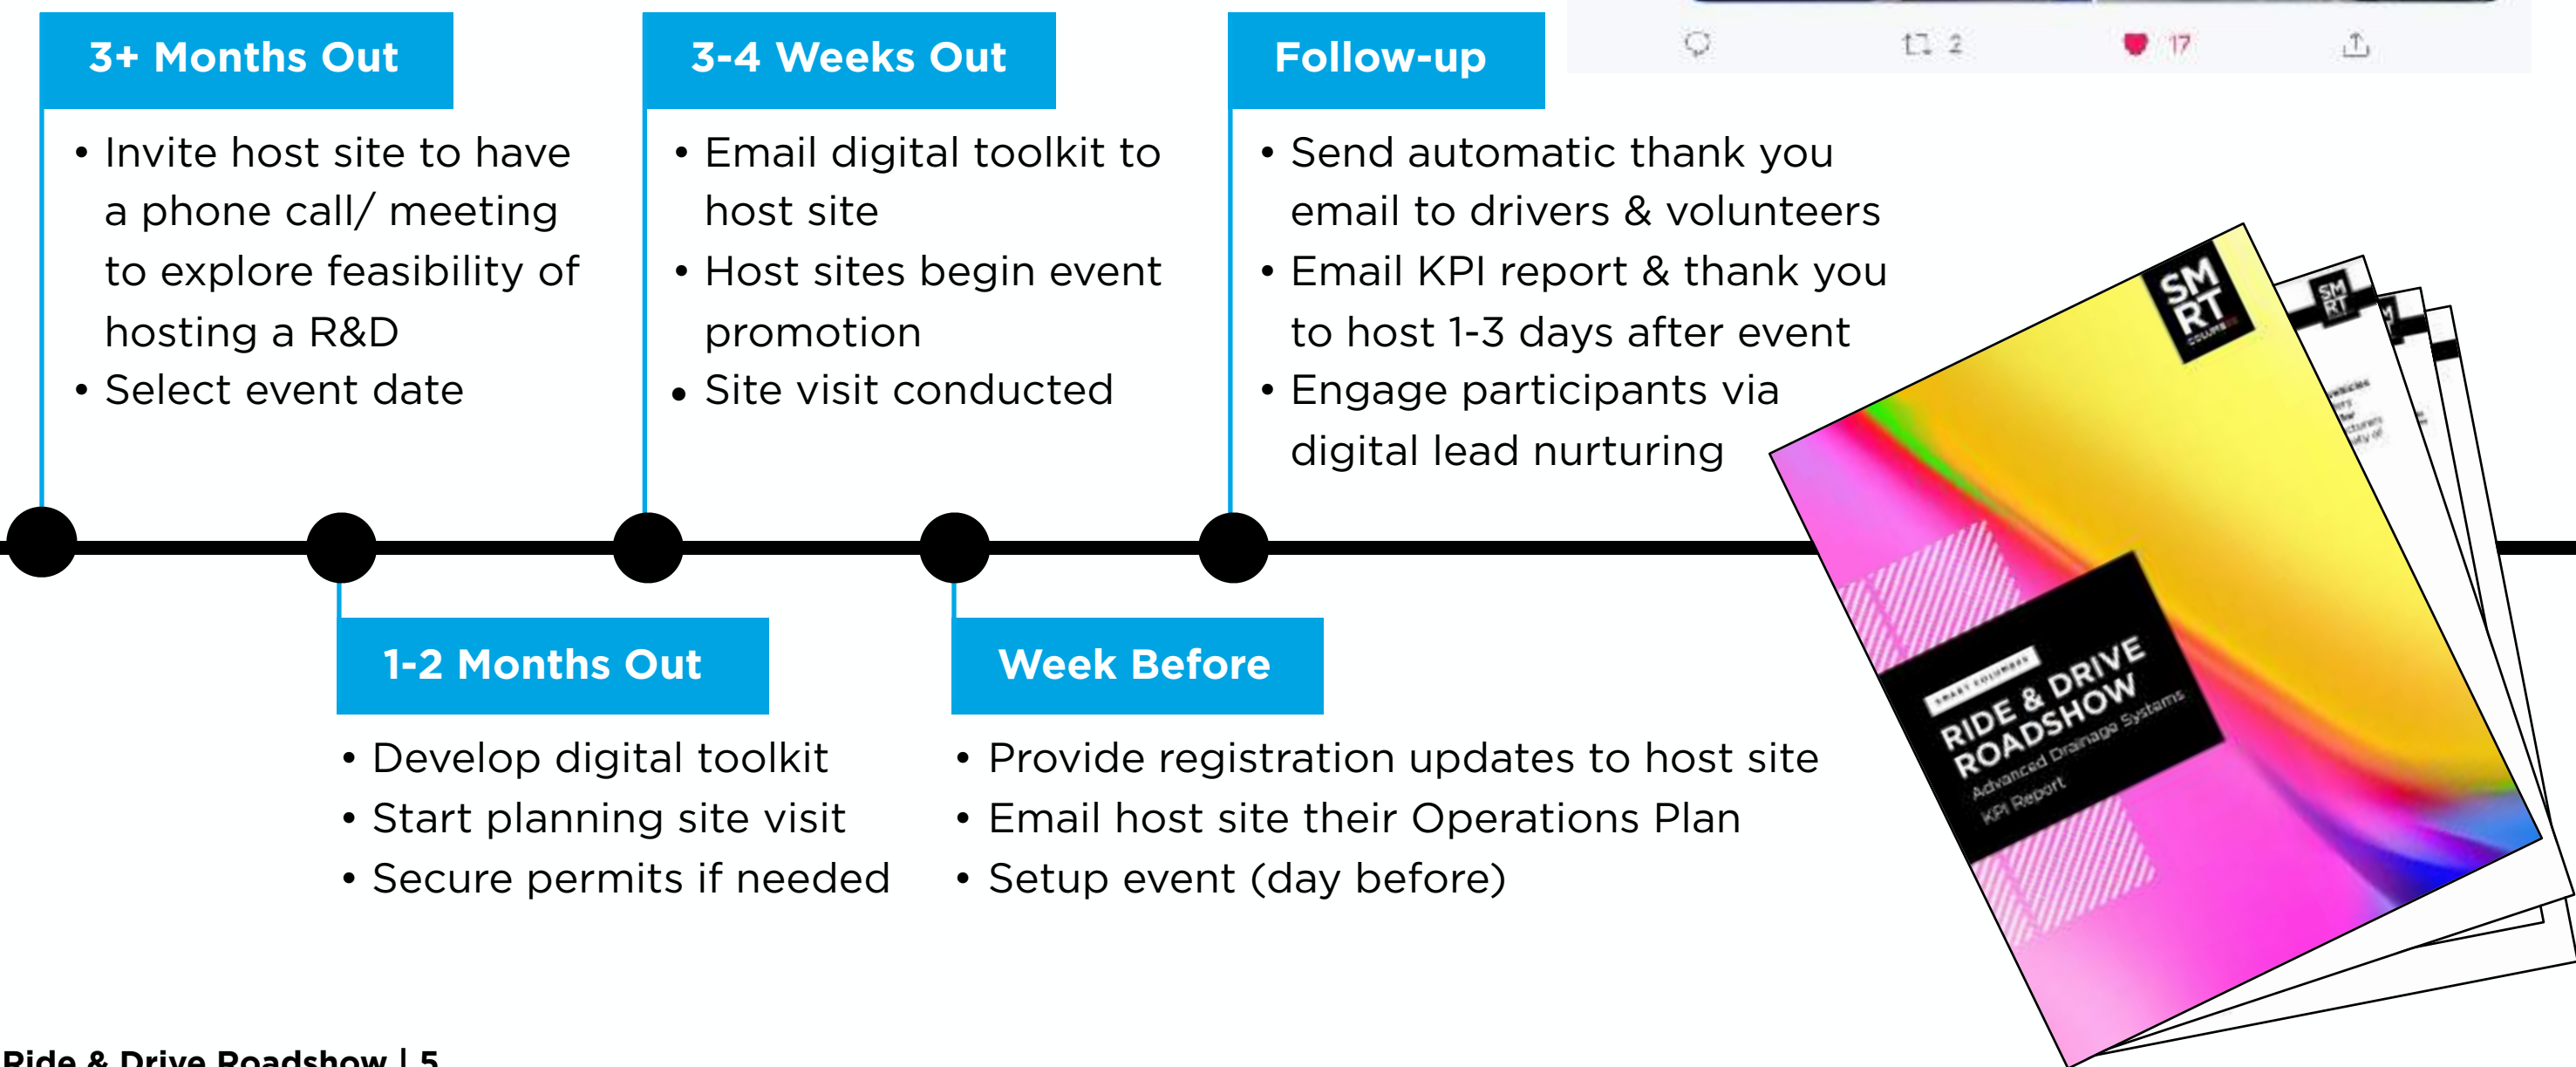 2
17
3+ Months Out
• Invite host site to have
a phone call/ meeting
to explore feasibility of
hosting a R&D
• Select event date
3-4 Weeks Out
• Email digital toolkit to
host site
• Host sites begin event
promotion
• Site visit conducted
Follow-up
• Send automatic thank you
email to drivers & volunteers
• Email KPI report & thank you
to host 1-3 days after event
• Engage participants via
digital lead nurturing
1-2 Months Out
• Develop digital toolkit
• Start planning site visit
• Secure permits if needed
Week Before
• Provide registration updates to host site
• Email host site their Operations Plan
• Setup event (day before)
SM
RT
COLUMBUS
SM
RT
SMART COLUMBUS
RIDE & DRIVE
ROADSHOW
Advanced Drainage Systems
KPI Report
Ride & Drive Roadshow | 5